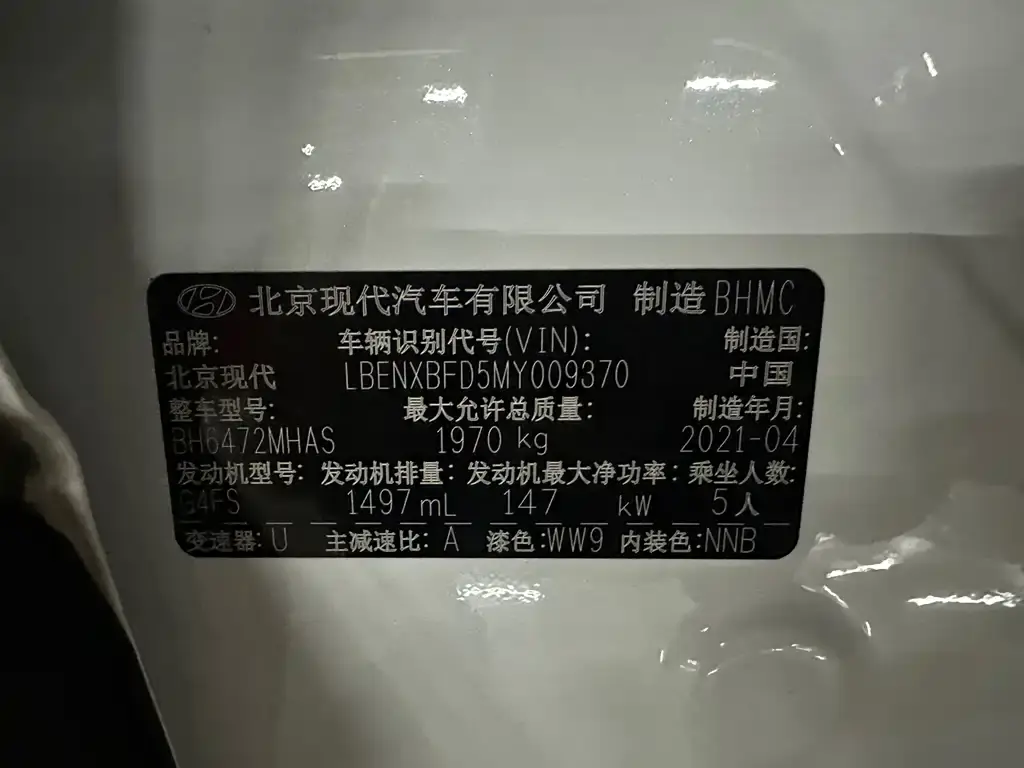 北京现代汽车有限公司 制造 BHMC
品牌: 车辆识别代号(VIN): 制造国:
北京现代 LBENXBFD5MY009370 中国
整车型号: 最大允许总质量: 制造年月:
BH6472MHAS 1970 kg 2021-04
发动机型号: 发动机排量: 发动机最大净功率: 乘坐人数:
G4FS 1497 mL 147 kW 5人
变速器: U 主减速比: A 漆色:WW9 内装色:NNB